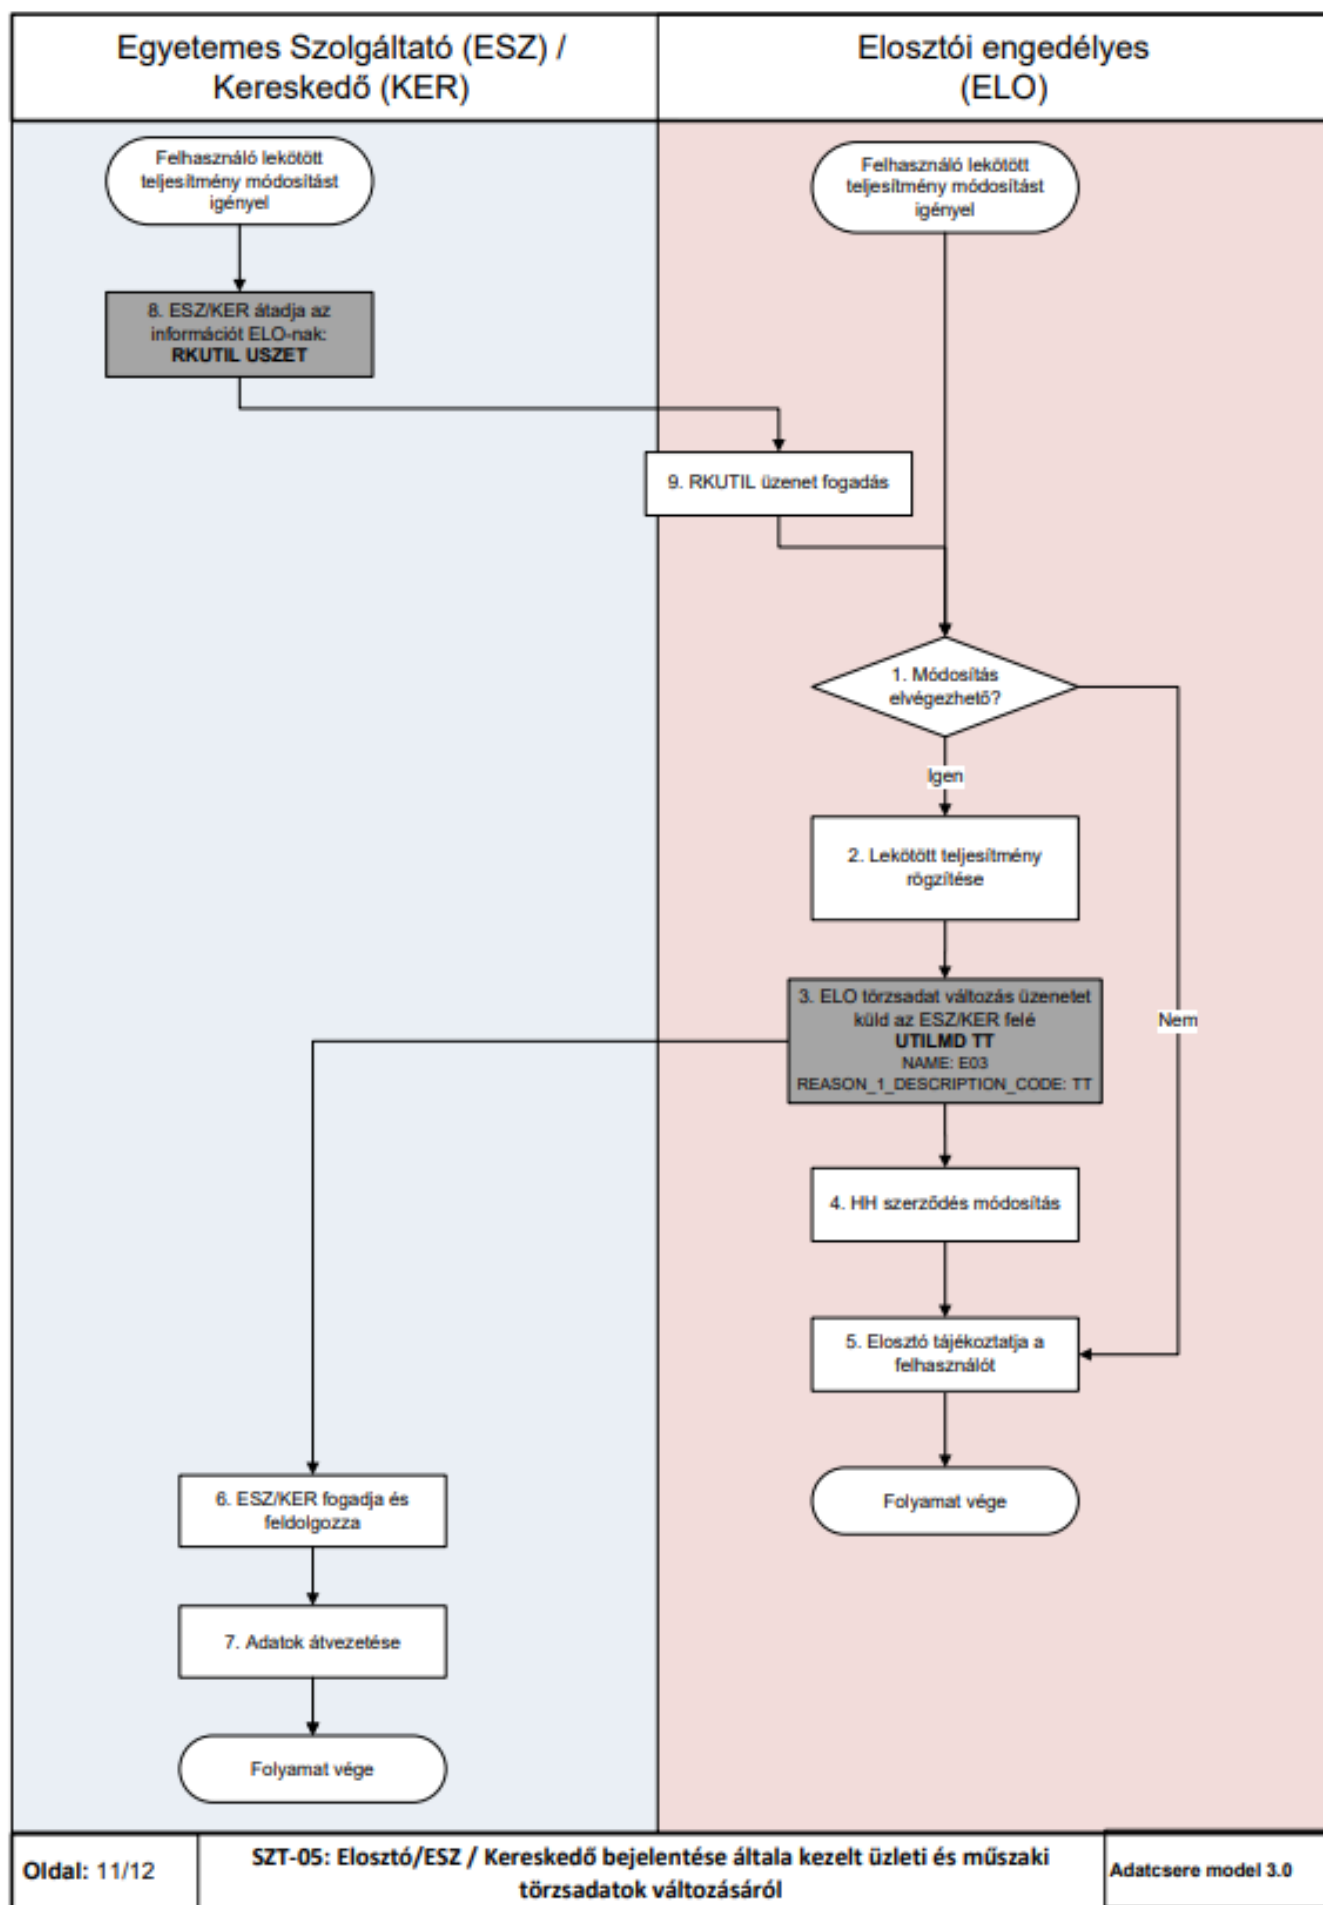 Egyetemes Szolgáltató (ESZ) /
Kereskedő (KER)
Elosztói engedélyes
(ELO)
Felhasználó lekötött
teljesítmény módosítást
igényel
Felhasználó lekötött
teljesítmény módosítást
igényel
8. ESZ/KER átadja az
információt ELO-nak:
RKUTIL USZET
9. RKUTIL üzenet fogadás
1. Módosítás
elvégezhető?
Igen
2. Lekötött teljesítmény
rögzítése
3. ELO törzsadat változás üzenetet
küld az ESZ/KER felé
UTILMD TT
NAME: E03
REASON_1_DESCRIPTION_CODE: TT
Nem
4. HH szerződés módosítás
5. Elosztó tájékoztatja a
felhasználót
6. ESZ/KER fogadja és
feldolgozza
Folyamat vége
7. Adatok átvezetése
Folyamat vége
Oldal: 11/12
SZT-05: Elosztó/ESZ / Kereskedő bejelentése általa kezelt üzleti és műszaki
törzsadatok változásáról
Adatcsere model 3.0